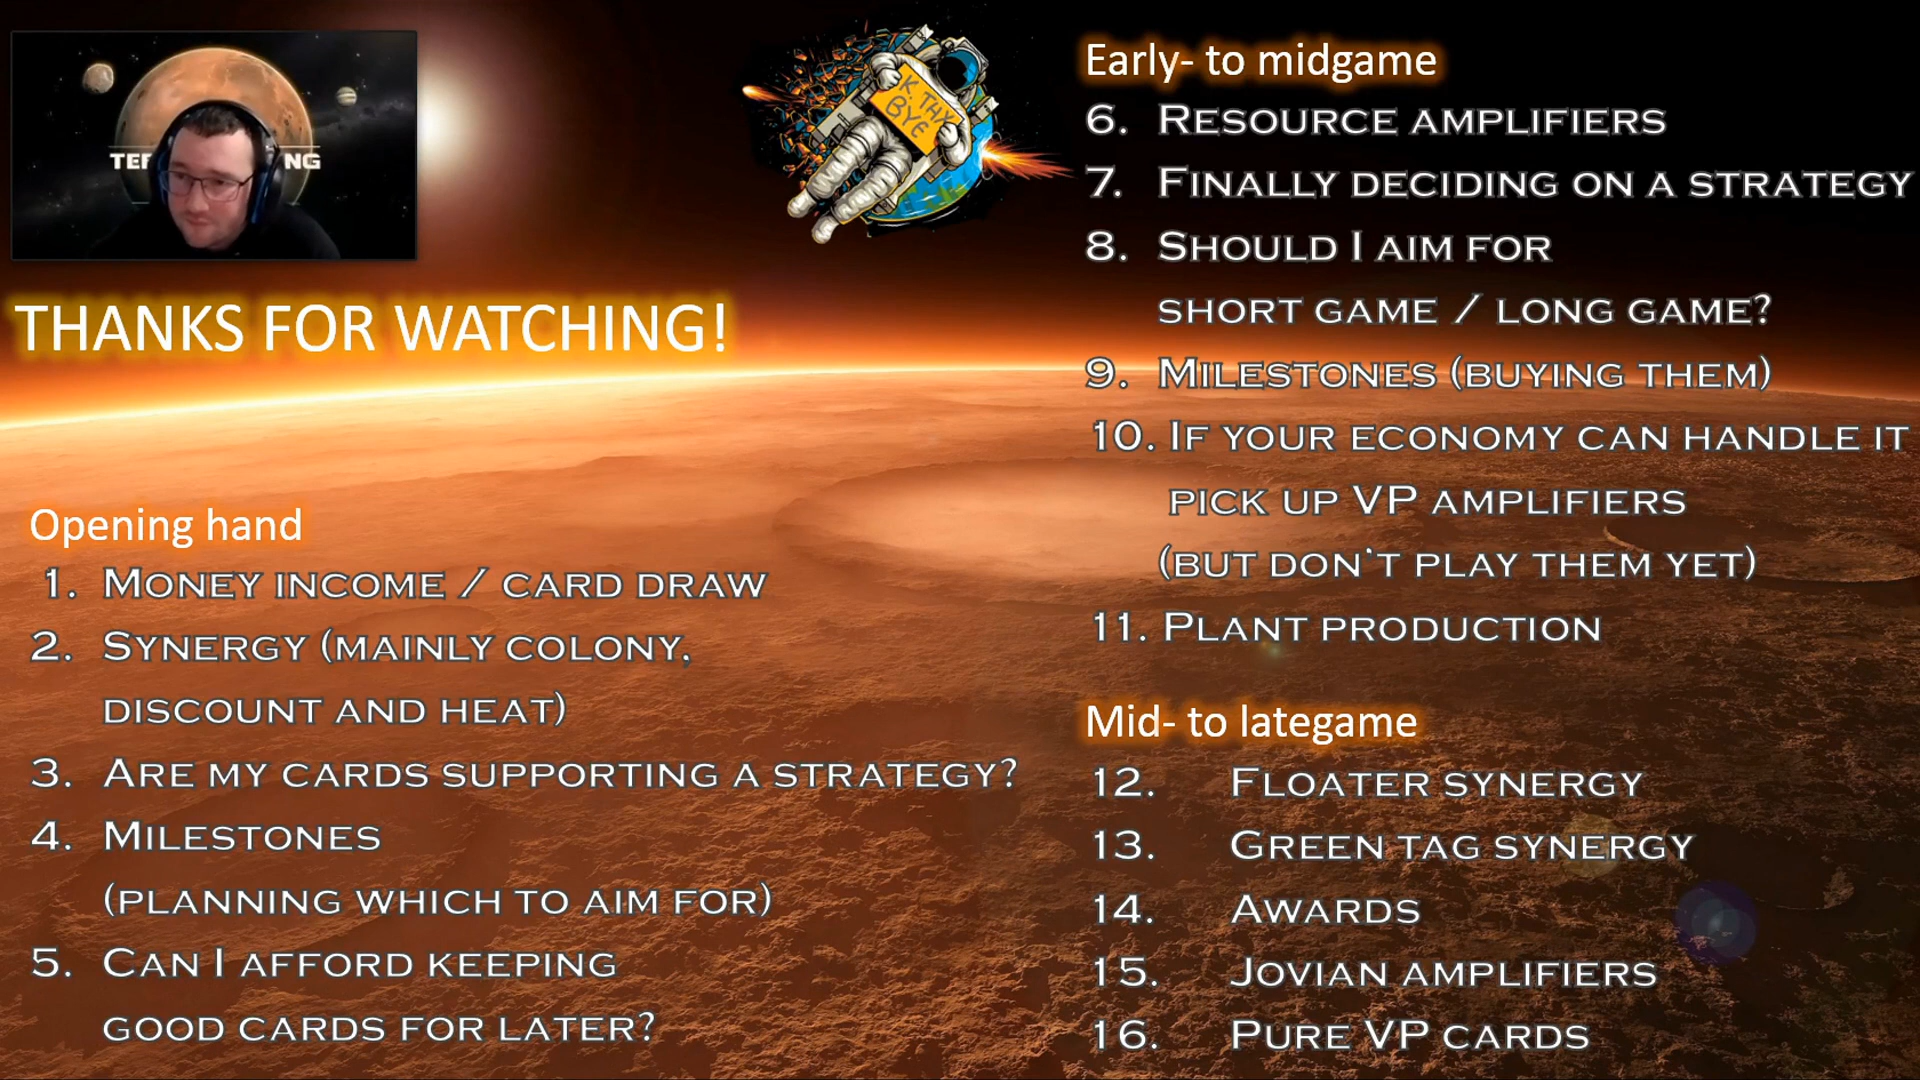 TER NG
K. THX
BYE
THANKS FOR WATCHING!
Opening hand
1. MONEY INCOME / CARD DRAW
2. SYNERGY (MAINLY COLONY,
DISCOUNT AND HEAT)
3. ARE MY CARDS SUPPORTING A STRATEGY?
4. MILESTONES
(PLANNING WHICH TO AIM FOR)
5. CAN I AFFORD KEEPING
GOOD CARDS FOR LATER?
Early- to midgame
6. RESOURCE AMPLIFIERS
7. FINALLY DECIDING ON A STRATEGY
8. SHOULD I AIM FOR
SHORT GAME / LONG GAME?
9. MILESTONES (BUYING THEM)
10. IF YOUR ECONOMY CAN HANDLE IT
PICK UP VP AMPLIFIERS
(BUT DON'T PLAY THEM YET)
11. PLANT PRODUCTION
Mid- to lategame
12. FLOATER SYNERGY
13. GREEN TAG SYNERGY
14. AWARDS
15. JOVIAN AMPLIFIERS
16. PURE VP CARDS